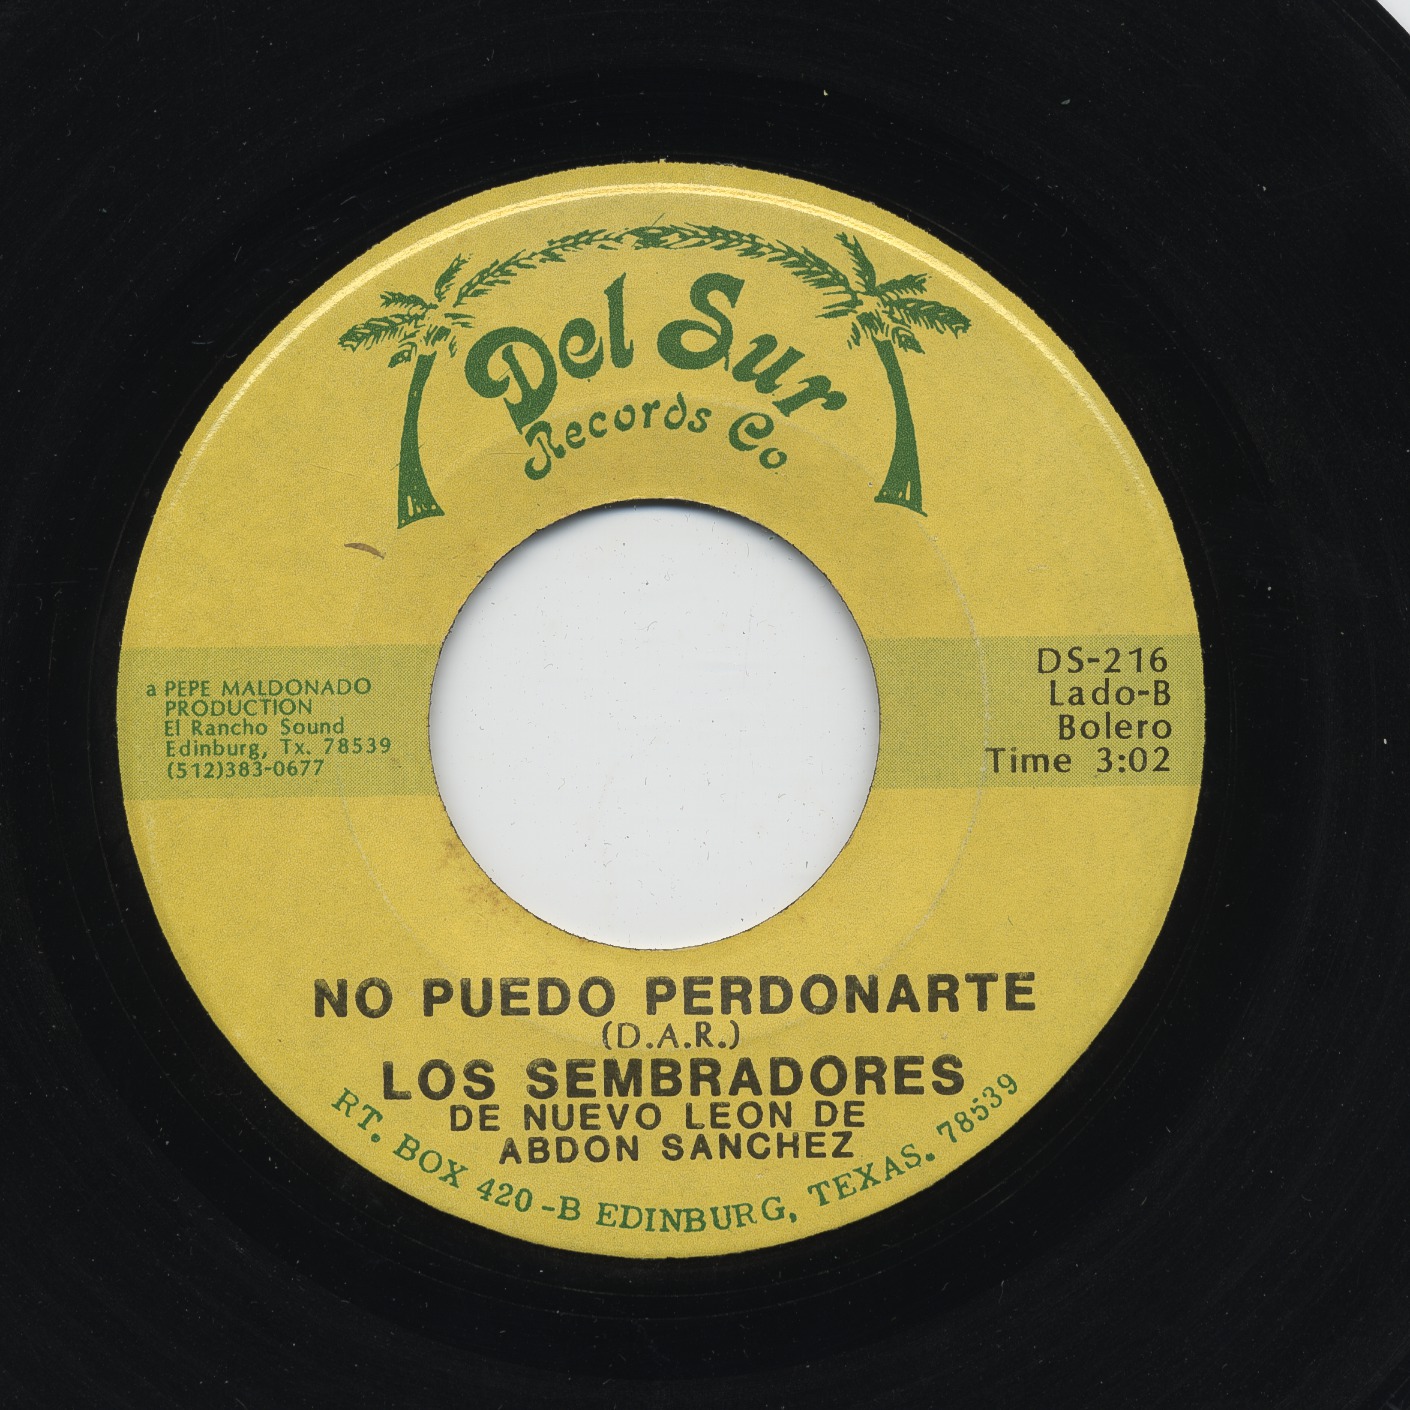 Del Sur
Records Co
a PEPE MALDONADO
PRODUCTION
El Rancho Sound
Edinburg, Tx. 78539
(512)383-0677
DS-216
Lado-B
Bolero
Time 3:02
NO PUEDO PERDONARTE
(D.A.R.)
LOS SEMBRADORES
DE NUEVO LEON DE
ABDON SANCHEZ
RT. BOX 420-B EDINBURG, TEXAS. 78539